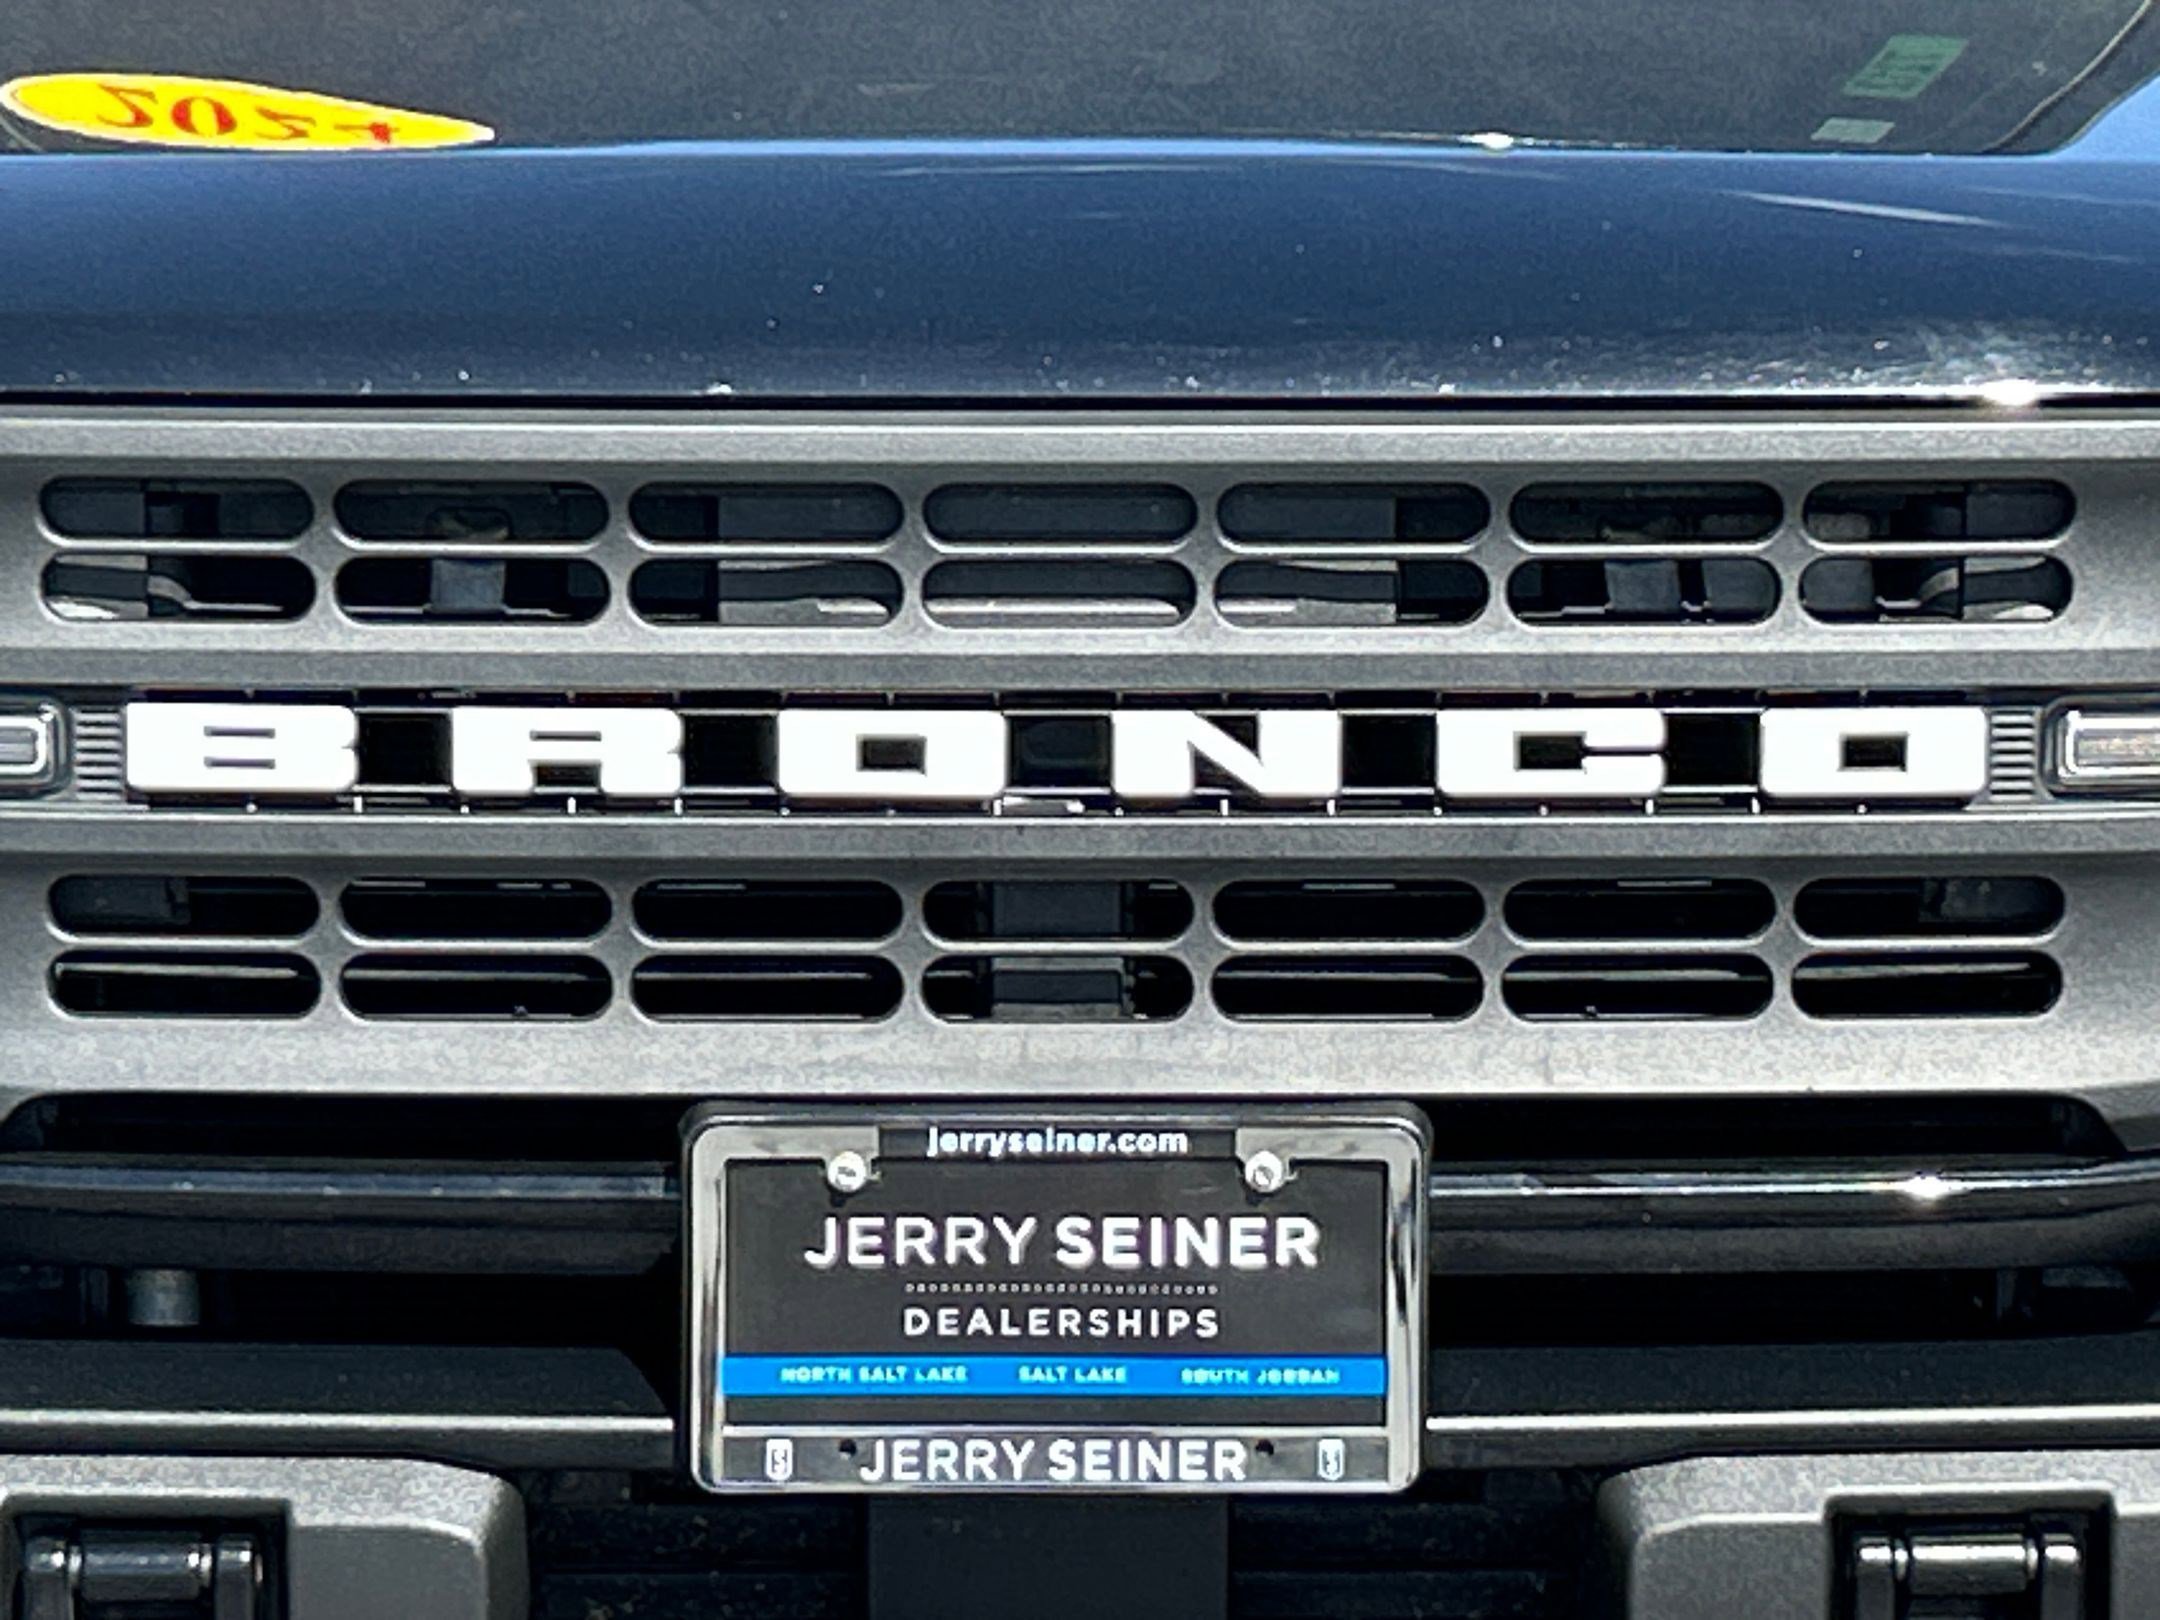 2024
BRONCO
jerryseiner.com
JERRY SEINER
DEALERSHIPS
NORTH SALT LAKE SALT LAKE SOUTH JORDAN
JERRY SEINER